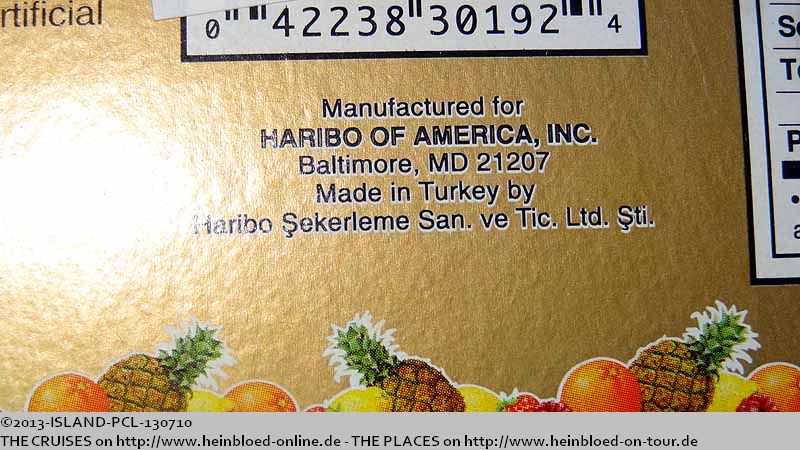 rtificial
0 42238 30192 4
Manufactured for
HARIBO OF AMERICA, INC.
Baltimore, MD 21207
Made in Turkey by
Haribo Şekerleme San. ve Tic. Ltd. Şti.
©2013-ISLAND-PCL-130710
THE CRUISES on http://www.heinbloed-online.de - THE PLACES on http://www.heinbloed-on-tour.de